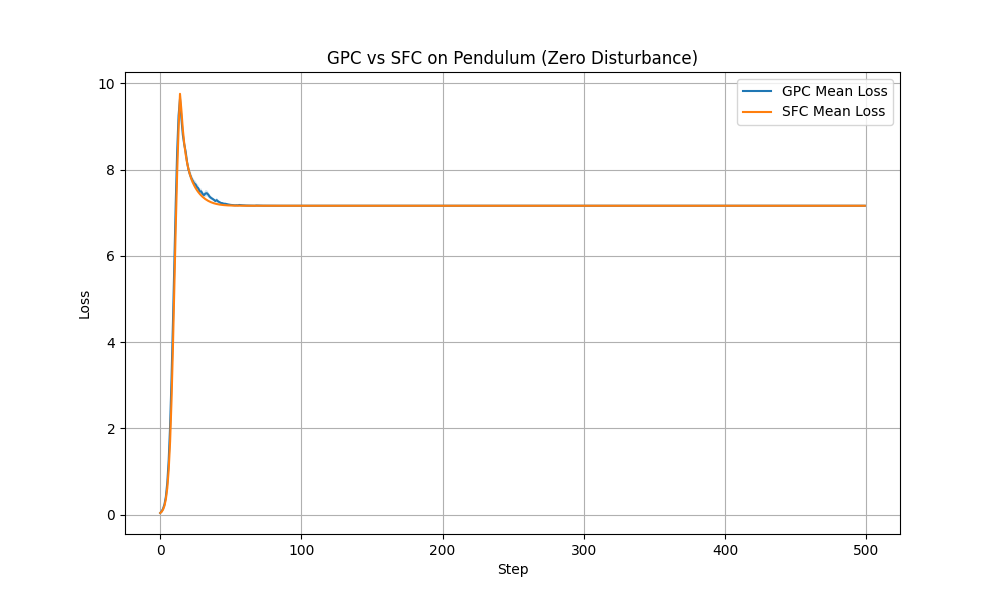 GPC vs SFC on Pendulum (Zero Disturbance)
GPC Mean Loss
SFC Mean Loss
10
8
6
4
2
0
Loss
0 100 200 300 400 500
Step